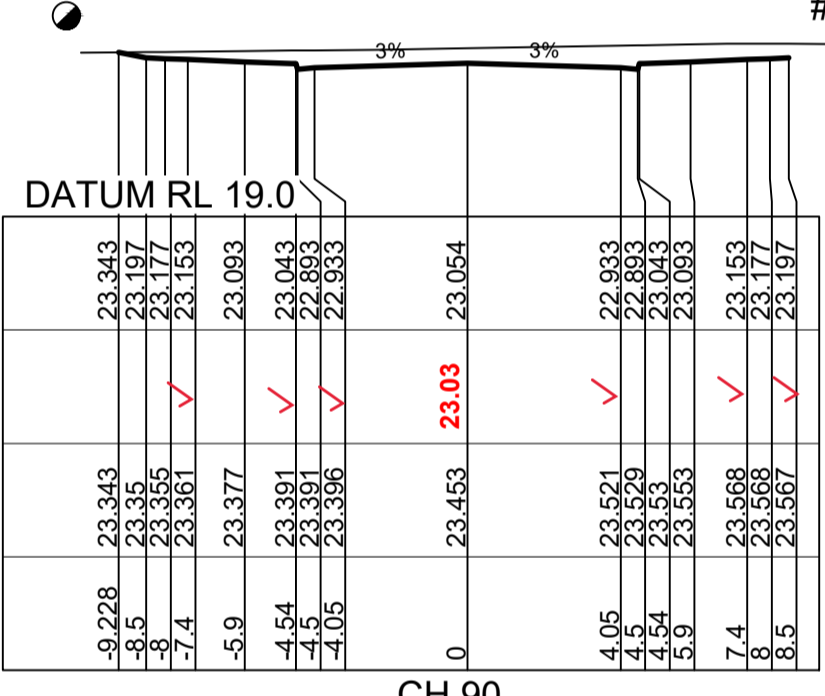 #
3% 3%
DATUM RL 19.0
23.343 23.197 23.177 23.153 23.093 23.043 22.893 22.933 23.054 22.933 22.893 23.043 23.093 23.153 23.177 23.197
23.03
23.343 23.35 23.355 23.361 23.377 23.391 23.391 23.396 23.453 23.521 23.529 23.53 23.553 23.568 23.568 23.567
-9.228 -8.5 -8 -7.4 -5.9 -4.54 -4.5 -4.05 0 4.05 4.5 4.54 5.9 7.4 8 8.5
CH 90